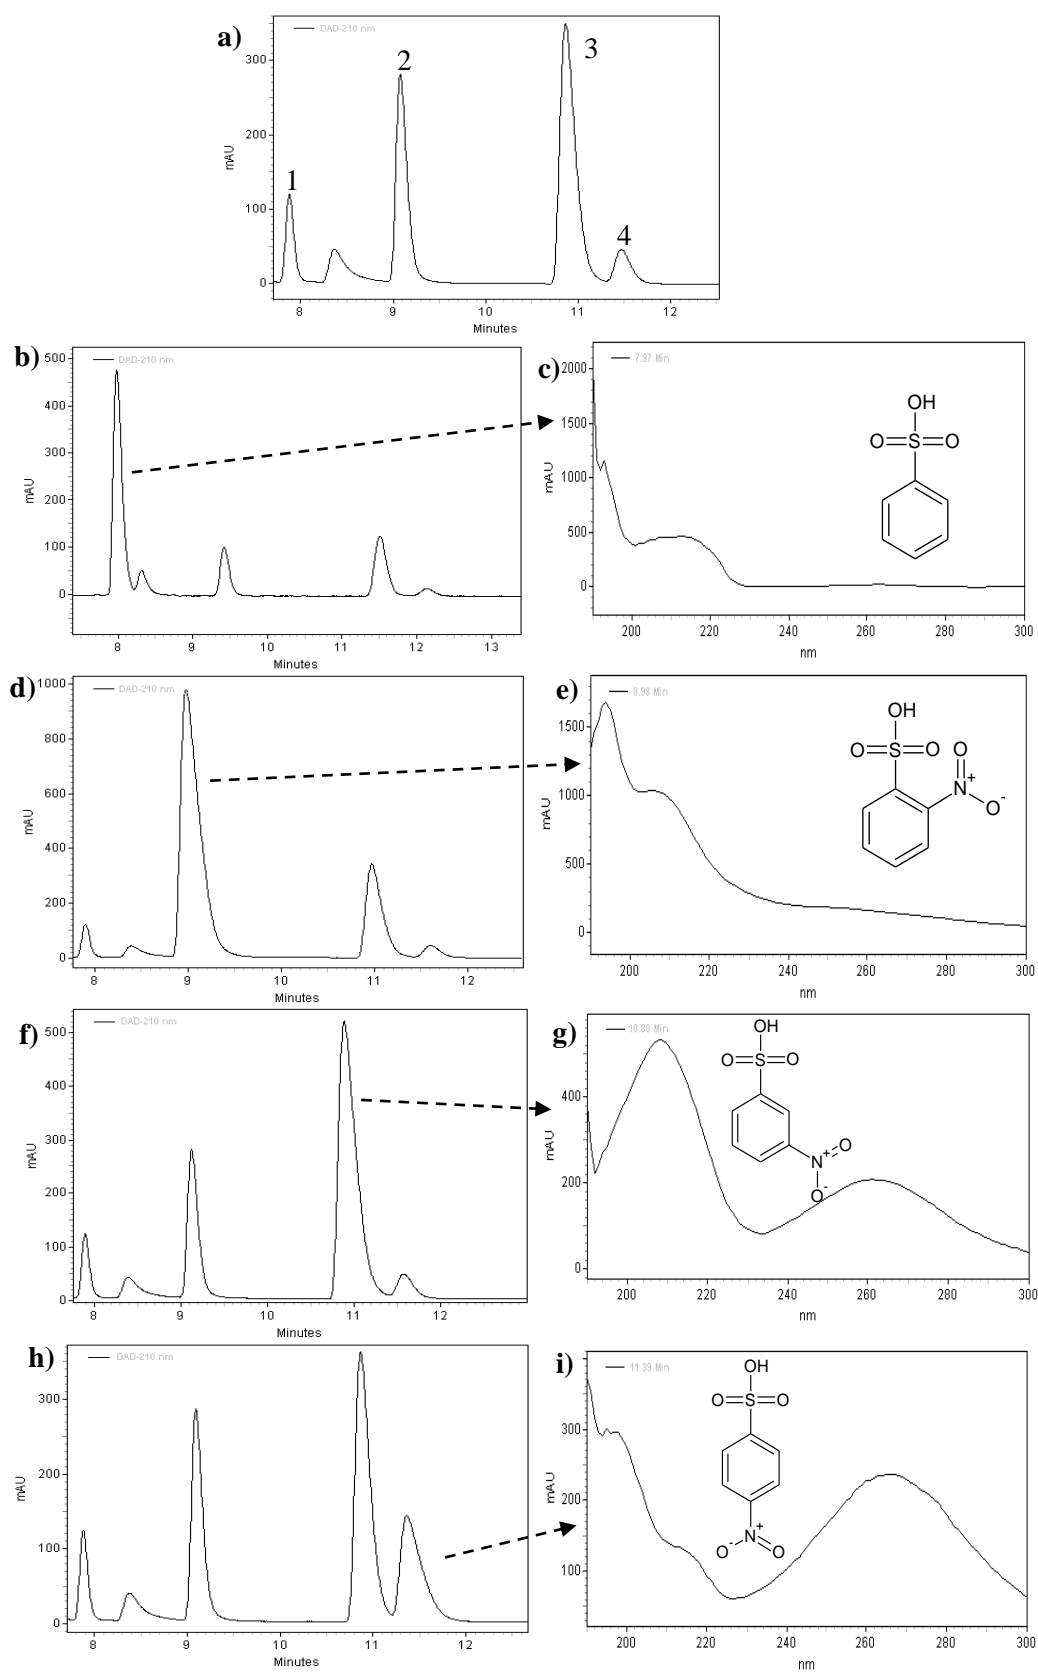 a)
DAD-210 nm
1
2
3
4
300
200
100
0
mAU
8 9 10 11 12
Minutes
b)
DAD-210 nm
500
400
300
200
100
0
mAU
8 9 10 11 12 13
Minutes
c)
7.97 Min
2000
1500
1000
500
0
mAU
OH
O S O
200 220 240 260 280 300
nm
d)
DAD-210 nm
1000
800
600
400
200
0
mAU
8 9 10 11 12
Minutes
e)
8.98 Min
1500
1000
500
0
mAU
OH
O S O
O
N+
O-
200 220 240 260 280 300
nm
f)
DAD-210 nm
500
400
300
200
100
0
mAU
8 9 10 11 12
Minutes
g)
10.88 Min
400
200
0
mAU
OH
O S O
N+ O
O-
200 220 240 260 280 300
nm
h)
DAD-210 nm
300
200
100
0
mAU
8 9 10 11 12
Minutes
i)
11.39 Min
300
200
100
mAU
OH
O S O
N+
O- O
200 220 240 260 280 300
nm